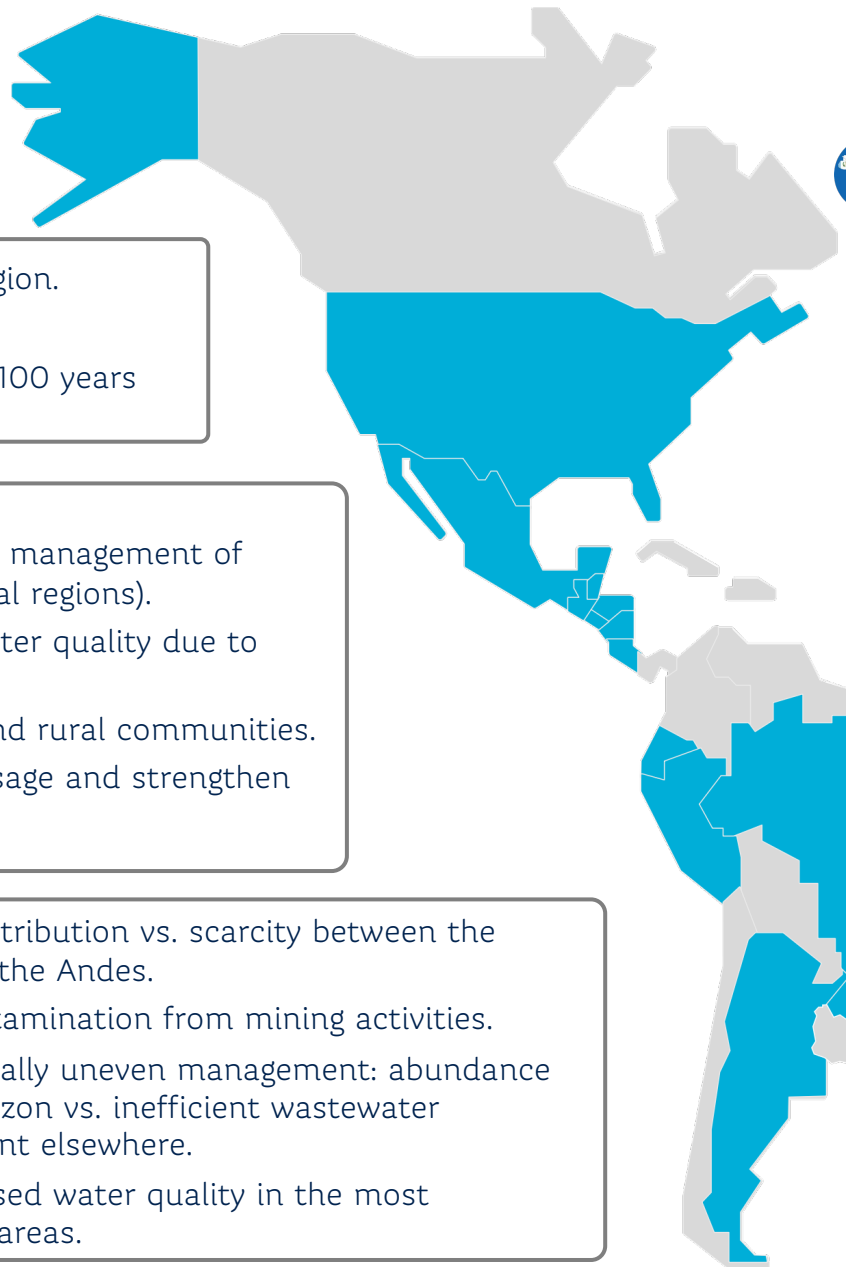 gion.
100 years
management of
al regions).
ter quality due to
nd rural communities.
sage and strengthen
tribution vs. scarcity between the
the Andes.
tamination from mining activities.
ally uneven management: abundance
zon vs. inefficient wastewater
nt elsewhere.
sed water quality in the most
areas.